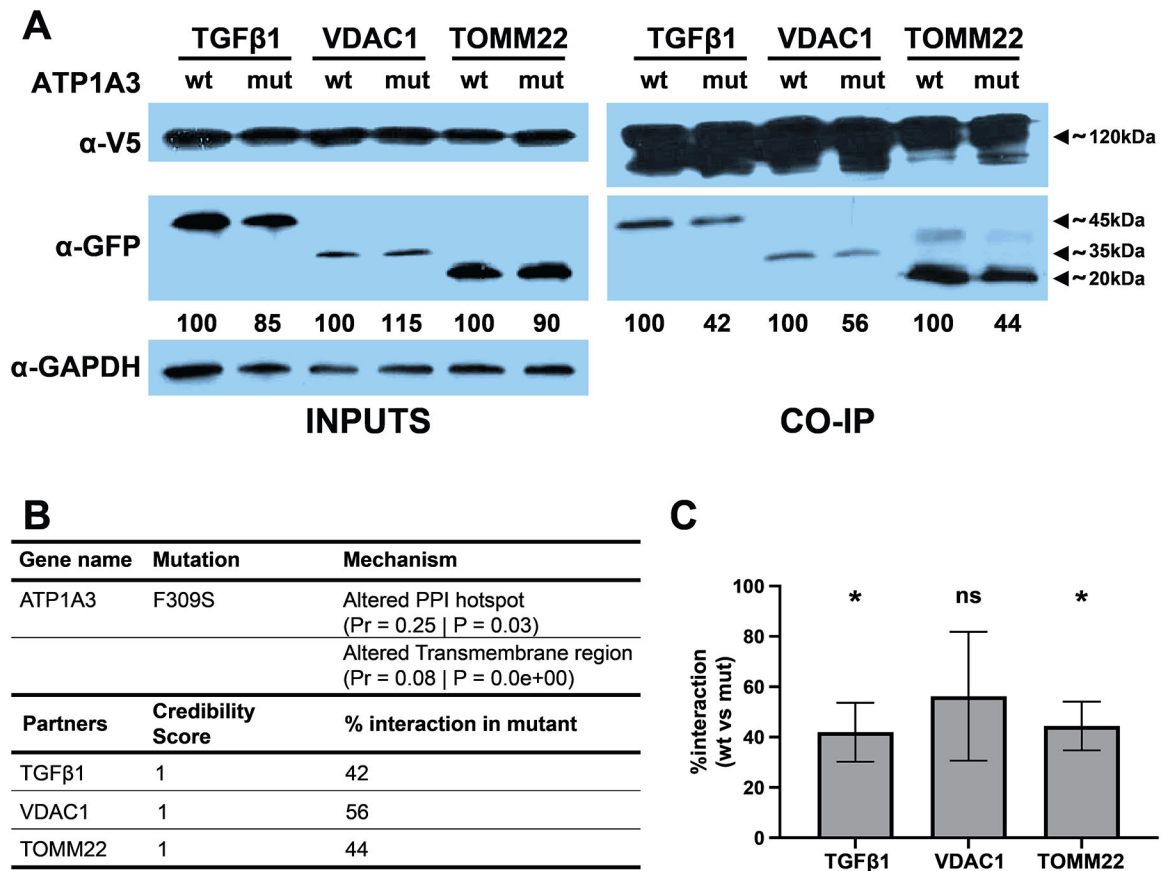 A
TGFβ1 VDAC1 TOMM22 TGFβ1 VDAC1 TOMM22
ATP1A3 wt mut wt mut wt mut wt mut wt mut wt mut
α-V5 ~120kDa
α-GFP ~45kDa
~35kDa
~20kDa
100 85 100 115 100 90 100 42 100 56 100 44
α-GAPDH
INPUTS CO-IP
B
Gene name Mutation Mechanism
ATP1A3 F309S Altered PPI hotspot
(Pr = 0.25 | P = 0.03)
Altered Transmembrane region
(Pr = 0.08 | P = 0.0e+00)
Partners Credibility Score % interaction in mutant
TGFβ1 1 42
VDAC1 1 56
TOMM22 1 44
C
%interaction
(wt vs mut)
100
80
60
40
20
0
* ns *
TGFβ1 VDAC1 TOMM22